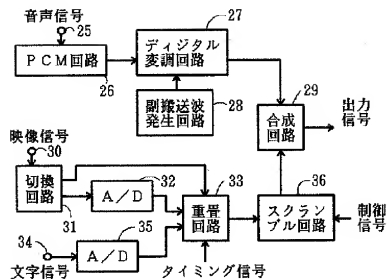 音声信号
25
27
PCM回路
26
ディジタル
変調回路
副搬送波
発生回路
28
29
合成
回路
出力
信号
映像信号
30
切換
回路
31
A/D
32
33
重畳
回路
36
スクラン
ブル回路
制御
信号
34
文字信号
A/D
35
タイミング信号